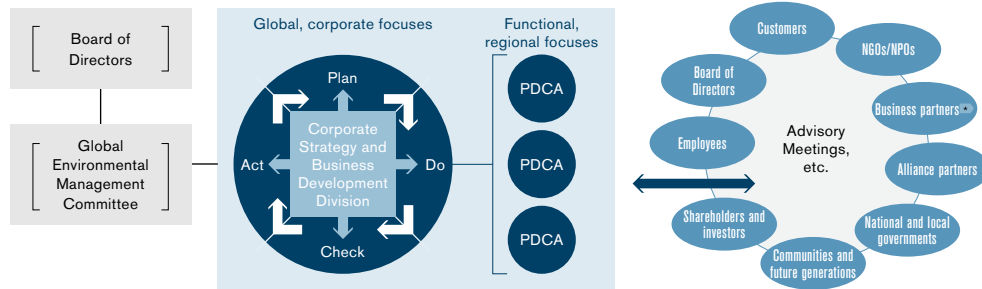 Board of
Directors
Global
Environmental
Management
Committee
Global, corporate focuses
Plan
Act
Corporate
Strategy and
Business
Development
Division
Do
Check
Functional,
regional focuses
PDCA
PDCA
PDCA
Customers
NGOs/NPOs
Board of
Directors
Business partners
Employees
Advisory
Meetings,
etc.
Alliance partners
Shareholders and
investors
National and local
governments
Communities and
future generations